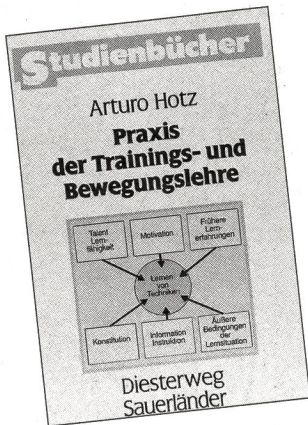 Studienbücher
Arturo Hotz
Praxis
der Trainings- und
Bewegungslehre
Talent
Lern-
fähigkeit
Motivation
Frühere
Lern-
erfahrungen
Lernen
von
Techniken
Konstitution
Information
Instruktion
Äußere
Bedingungen
der
Lernsituation
Diesterweg
Sauerländer